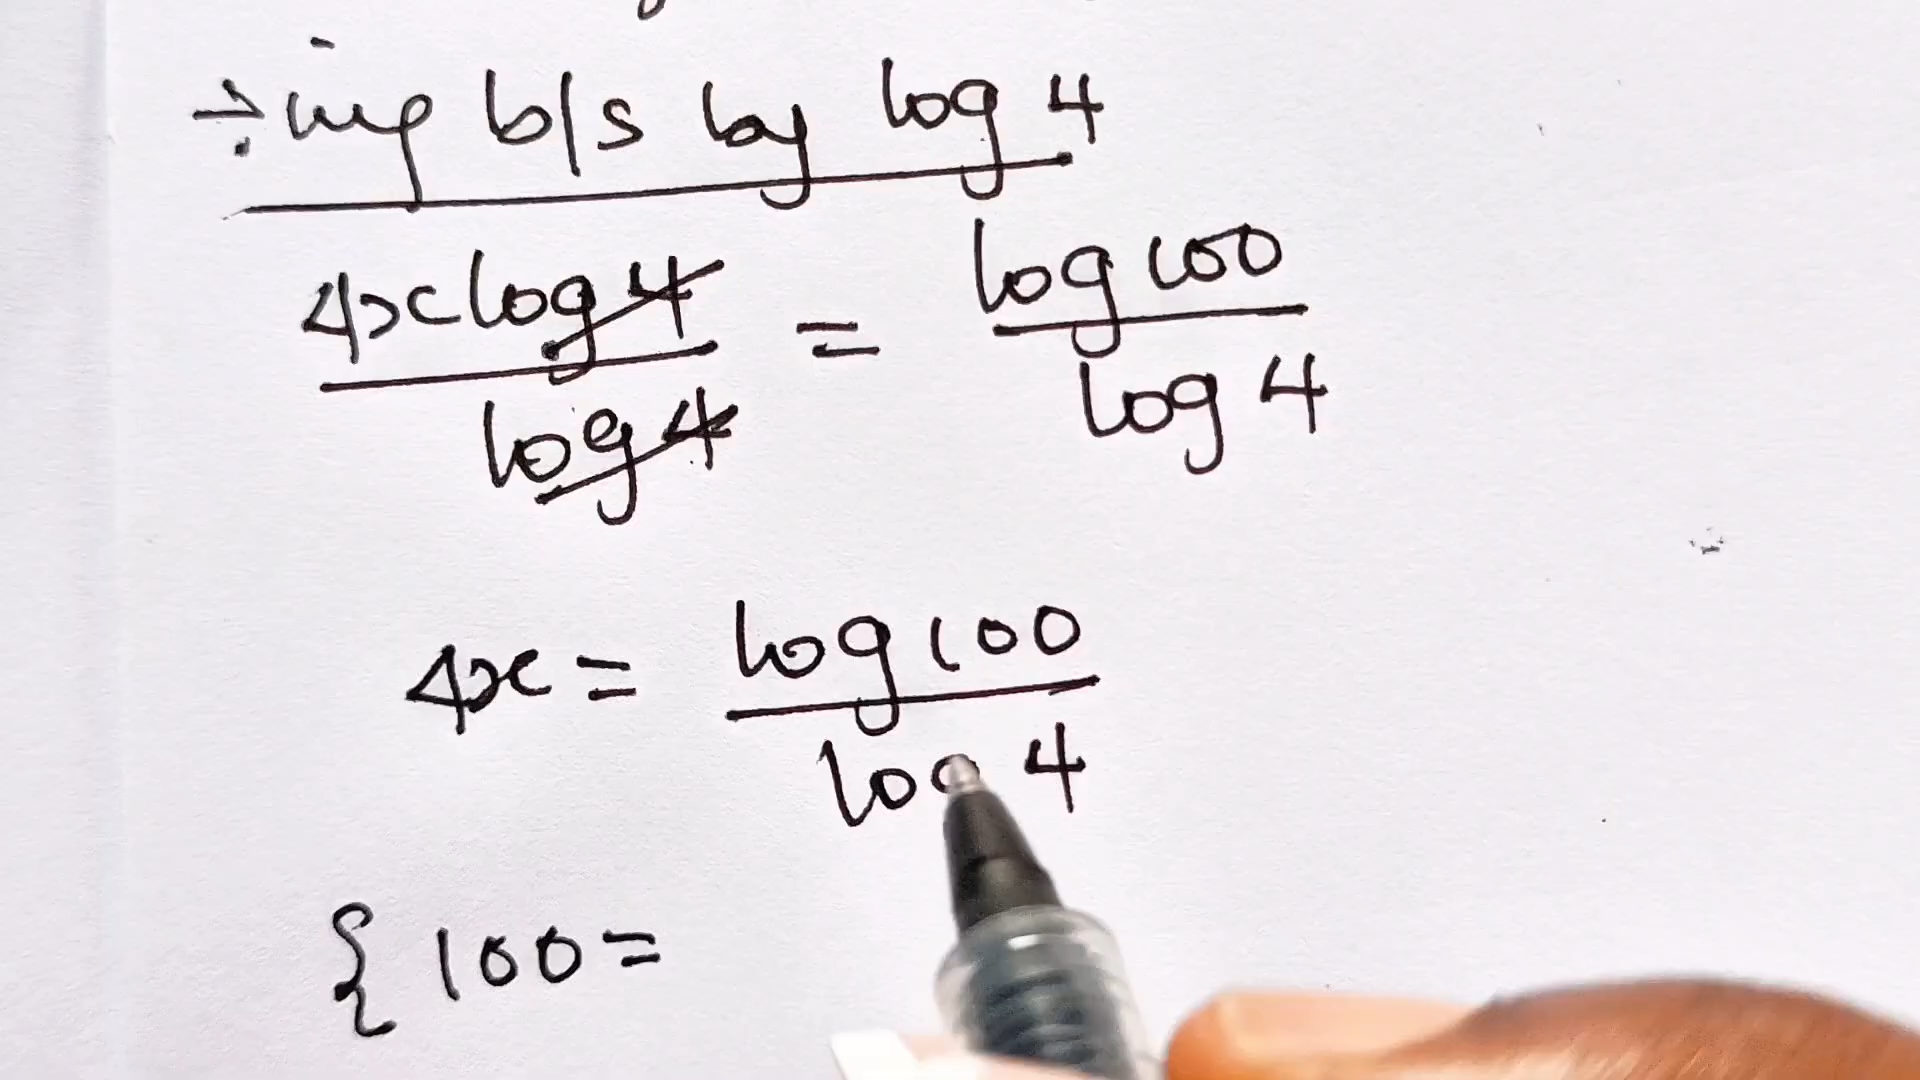 ÷ing b/s by log 4
4x log 4 / log 4 = log 100 / log 4
4x = log 100 / log 4
{ 100 =